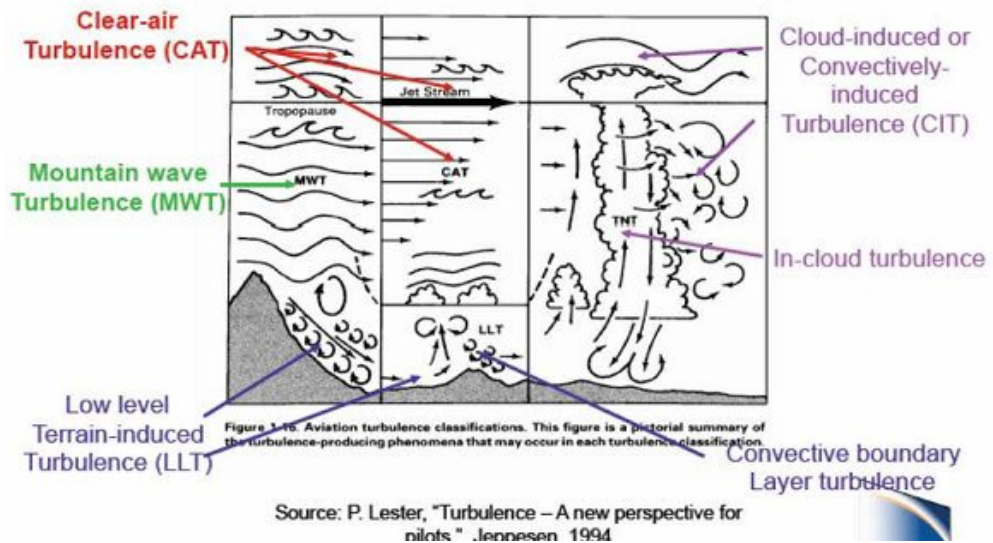 Clear-air
Turbulence (CAT)
Mountain wave
Turbulence (MWT)
Low level
Terrain-induced
Turbulence (LLT)
Tropopause
MWT
Jet Stream
CAT
LLT
TNT
Cloud-induced or
Convectively-
induced
Turbulence (CIT)
In-cloud turbulence
Convective boundary
Layer turbulence
Figure 1-16. Aviation turbulence classifications. This figure is a pictorial summary of
the turbulence-producing phenomena that may occur in each turbulence classification.
Source: P. Lester, "Turbulence – A new perspective for
pilots," Jeppesen, 1994